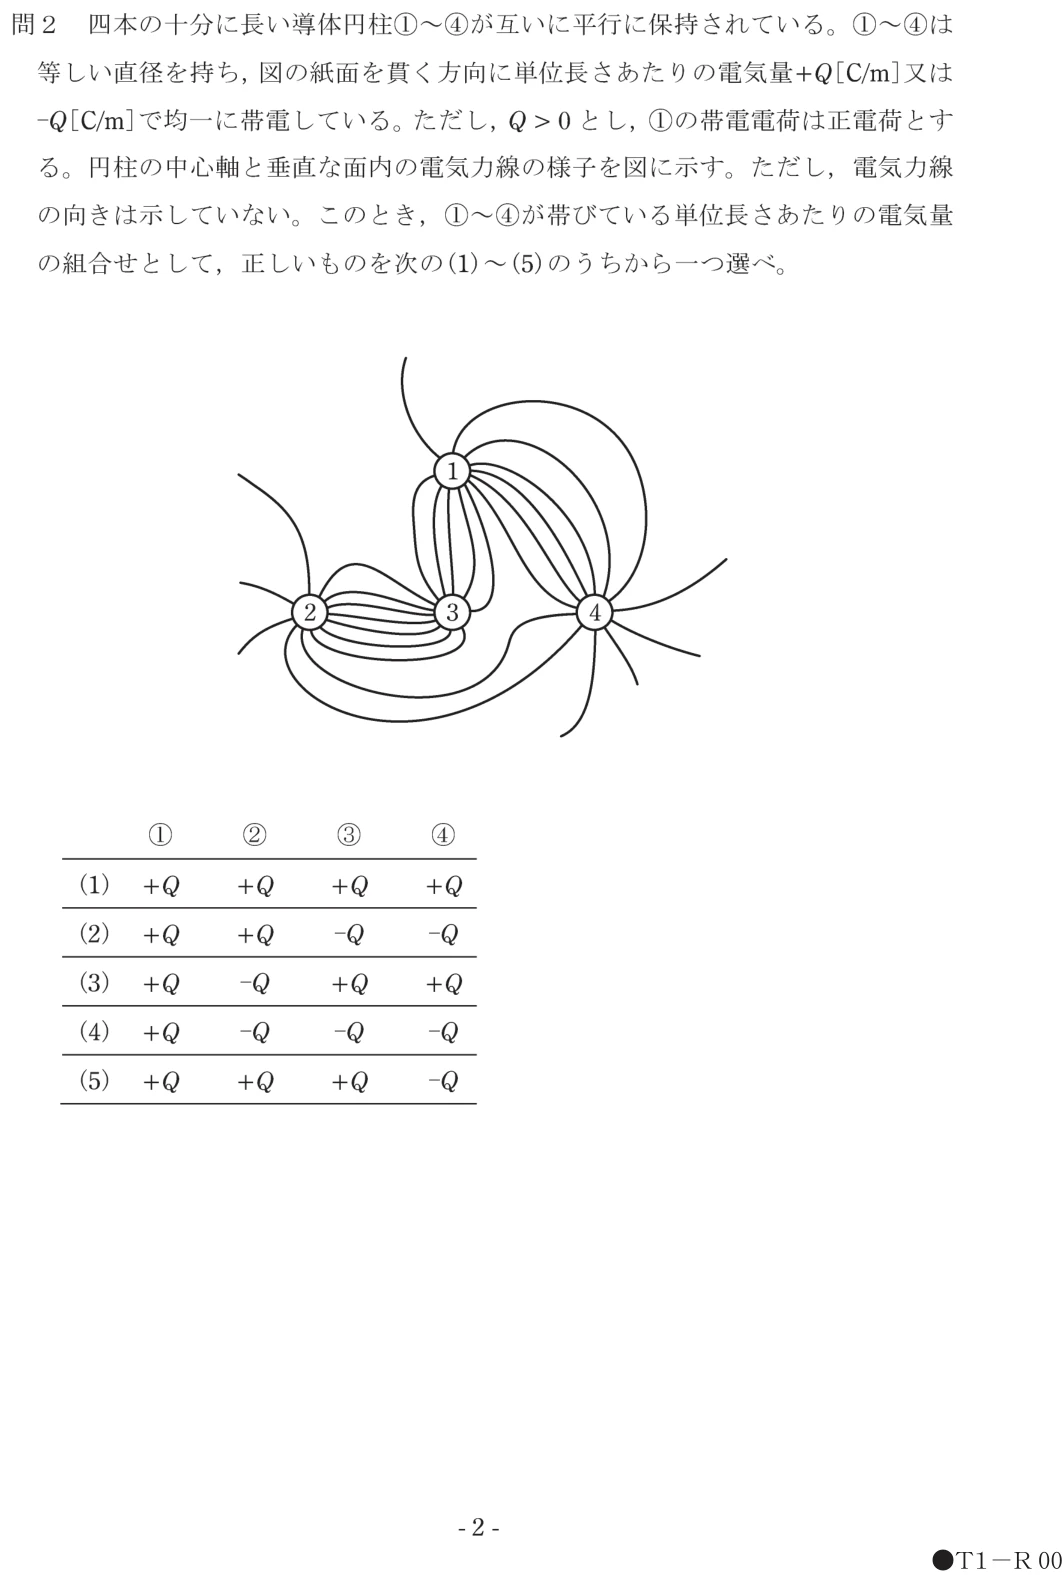 問２　四本の十分に長い導体円柱①～④が互いに平行に保持されている。①～④は
等しい直径を持ち，図の紙面を貫く方向に単位長さあたりの電気量+Q[C/m]又は
-Q[C/m]で均一に帯電している。ただし，Q > 0 とし，①の帯電電荷は正電荷とす
る。円柱の中心軸と垂直な面内の電気力線の様子を図に示す。ただし，電気力線
の向きは示していない。このとき，①～④が帯びている単位長さあたりの電気量
の組合せとして，正しいものを次の(1)～(5)のうちから一つ選べ。
1
2 3 4
① ② ③ ④
(1) +Q +Q +Q +Q
(2) +Q +Q -Q -Q
(3) +Q -Q +Q +Q
(4) +Q -Q -Q -Q
(5) +Q +Q +Q -Q
- 2 -
●T1－R 00